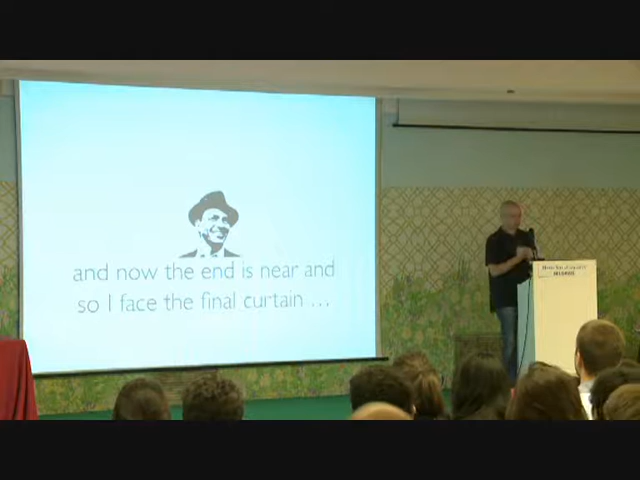 and now the end is near and
so I face the final curtain ...